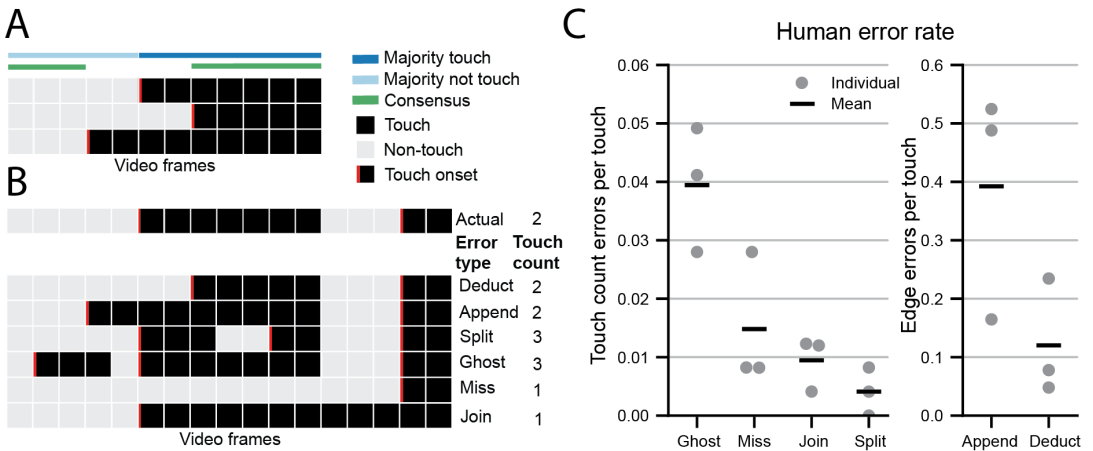 A
Majority touch
Majority not touch
Consensus
Touch
Non-touch
Touch onset
Video frames
B
Actual 2
Error type Touch count
Deduct 2
Append 2
Split 3
Ghost 3
Miss 1
Join 1
Video frames
C
Human error rate
Touch count errors per touch
0.06
0.05
0.04
0.03
0.02
0.01
0.00
Individual
Mean
Ghost Miss Join Split
Edge errors per touch
0.6
0.5
0.4
0.3
0.2
0.1
0.0
Append Deduct